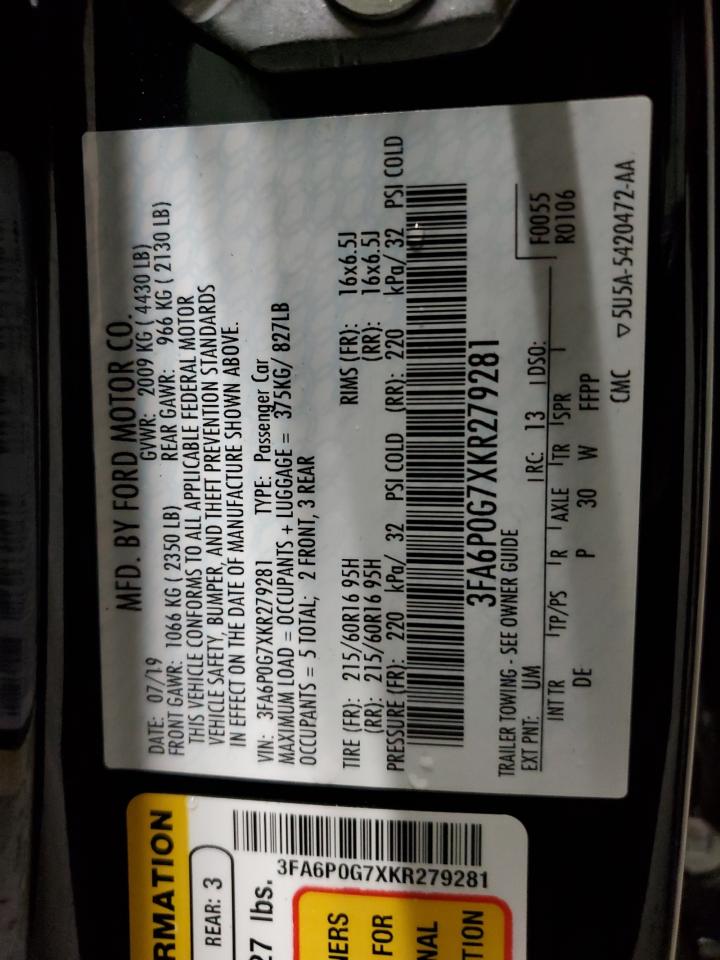 MFD. BY FORD MOTOR CO.
DATE: 07/19 GVWR: 2009 KG ( 4430 LB)
FRONT GAWR: 1066 KG ( 2350 LB) REAR GAWR: 966 KG ( 2130 LB)
THIS VEHICLE CONFORMS TO ALL APPLICABLE FEDERAL MOTOR
VEHICLE SAFETY, BUMPER, AND THEFT PREVENTION STANDARDS
IN EFFECT ON THE DATE OF MANUFACTURE SHOWN ABOVE.
VIN: 3FA6P0G7XKR279281 TYPE: Passenger Car
MAXIMUM LOAD = OCCUPANTS + LUGGAGE = 375KG/ 827LB
OCCUPANTS = 5 TOTAL; 2 FRONT, 3 REAR
TIRE (FR): 215/60R16 95H RIMS (FR): 16x6.5J
(RR): 215/60R16 95H (RR): 16x6.5J
PRESSURE (FR): 220 kPa/ 32 PSI COLD (RR): 220 kPa/ 32 PSI COLD
3FA6P0G7XKR279281
TRAILER TOWING - SEE OWNER GUIDE
EXT PNT: UM RC: 13 DSO: F0055
R0106
INT TR TP/PS R AXLE TR SPR
DE P 30 W FFPP
CMC ▽5U5A-5420472-AA
RMATION
REAR: 3
27 lbs.
3FA6P0G7XKR279281
NERS
FOR
NAL
TION